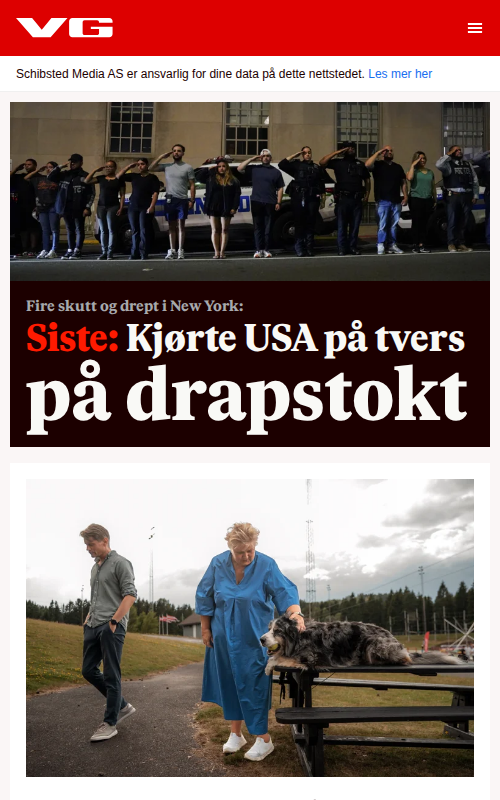 VG
Schibsted Media AS er ansvarlig for dine data på dette nettstedet. Les mer her
Fire skutt og drept i New York:
Siste: Kjørte USA på tvers
på drapstokt